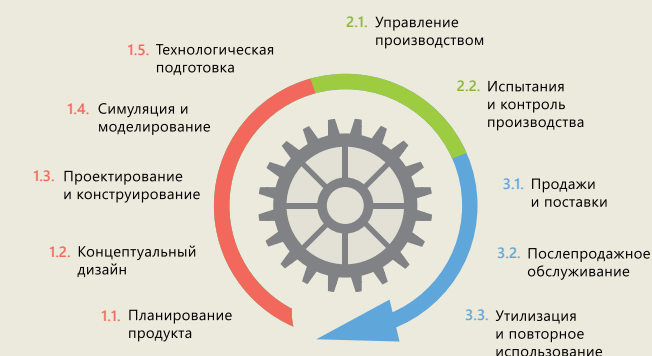 2.1. Управление
производством
1.5. Технологическая
подготовка
2.2. Испытания
и контроль
производства
1.4. Симуляция и
моделирование
1.3. Проектирование
и конструирование
3.1. Продажи
и поставки
1.2. Концептуальный
дизайн
3.2. Послепродажное
обслуживание
1.1. Планирование
продукта
3.3. Утилизация
и повторное
использование